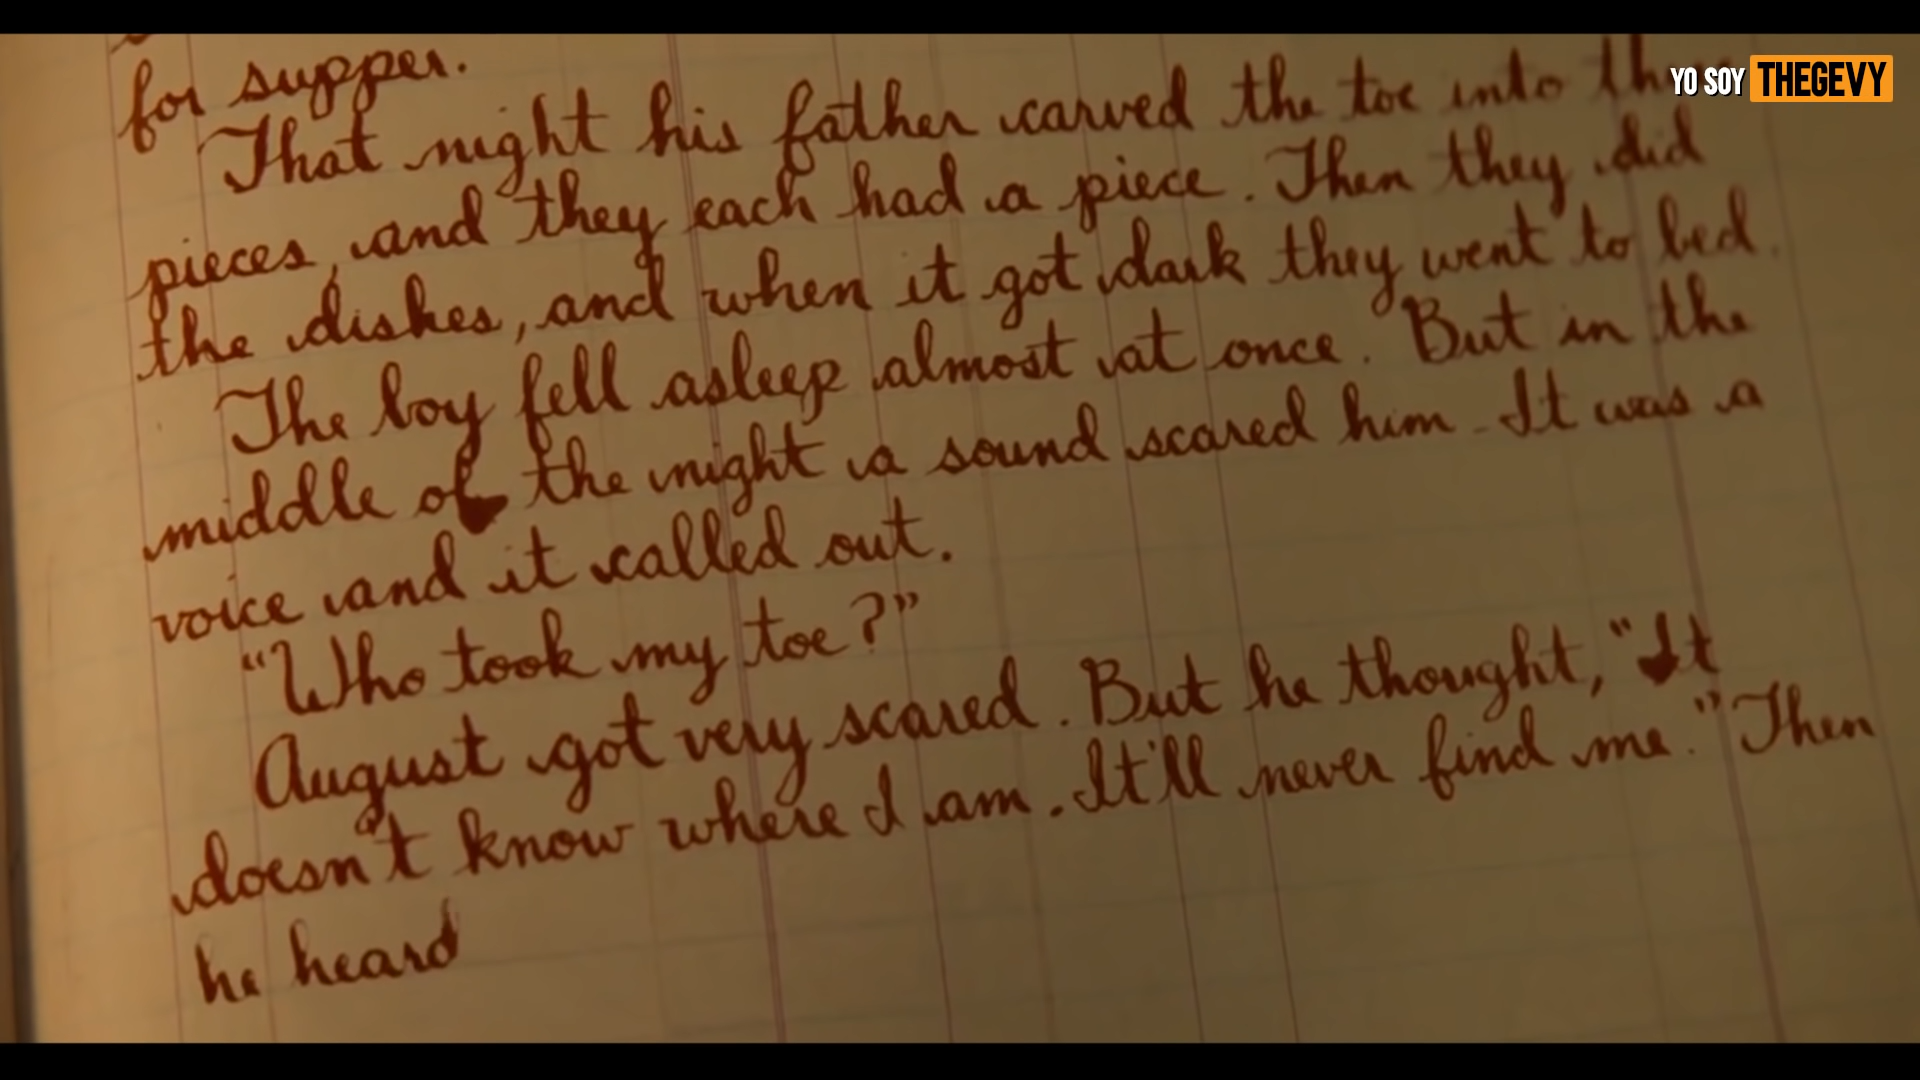 for supper.
YO SOY THEGEVY
That night his father carved the toe into
pieces, and they each had a piece. Then they did
the dishes, and when it got dark they went to bed.
The boy fell asleep almost at once. But in the
middle of the night a sound scared him. It was a
voice and it called out.
"Who took my toe?"
August got very scared. But he thought, "It
doesn't know where I am. It'll never find me." Then
he heard